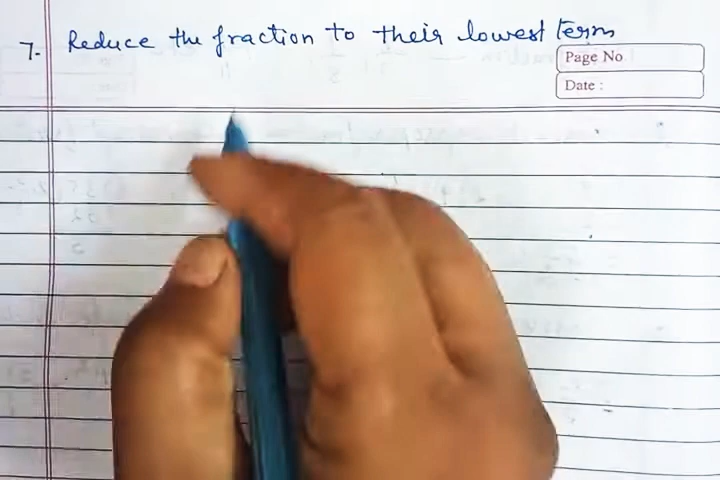 7. Reduce the fraction to their lowest term
Page No
Date :